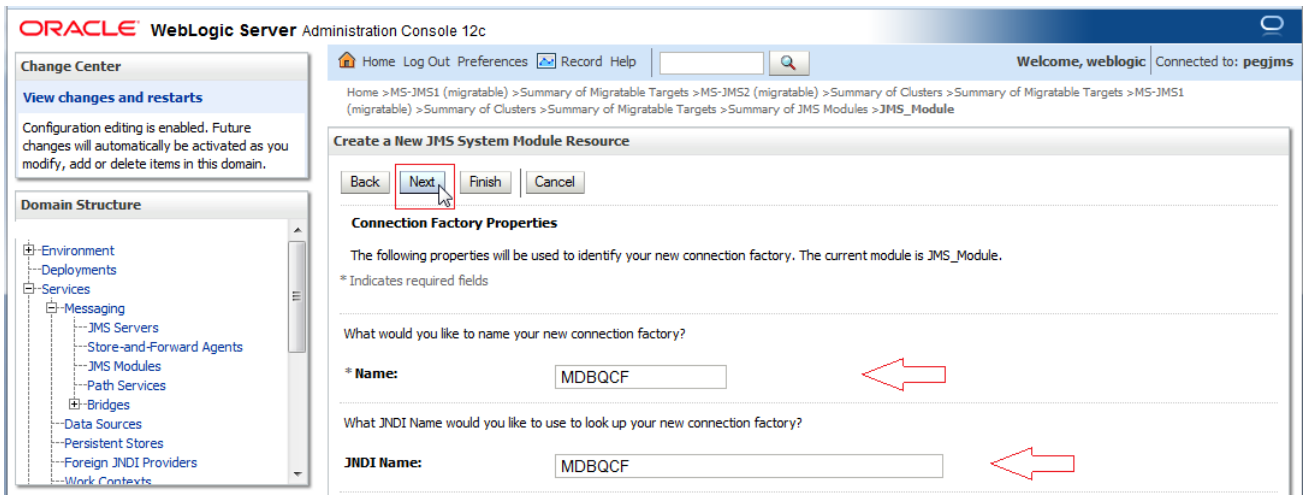 ORACLE WebLogic Server Administration Console 12c
Change Center
View changes and restarts
Configuration editing is enabled. Future
changes will automatically be activated as you
modify, add or delete items in this domain.
Domain Structure
Environment
Deployments
Services
Messaging
JMS Servers
Store-and-Forward Agents
JMS Modules
Path Services
Bridges
Data Sources
Persistent Stores
Foreign JNDI Providers
Work Contexts
Home Log Out Preferences Record Help
Welcome, weblogic Connected to: pegjms
Home >MS-JMS1 (migratable) >Summary of Migratable Targets >MS-JMS2 (migratable) >Summary of Clusters >Summary of Migratable Targets >MS-JMS1
(migratable) >Summary of Clusters >Summary of Migratable Targets >Summary of JMS Modules >JMS_Module
Create a New JMS System Module Resource
Back Next Finish Cancel
Connection Factory Properties
The following properties will be used to identify your new connection factory. The current module is JMS_Module.
* Indicates required fields
What would you like to name your new connection factory?
* Name: MDBQCF
What JNDI Name would you like to use to look up your new connection factory?
JNDI Name: MDBQCF